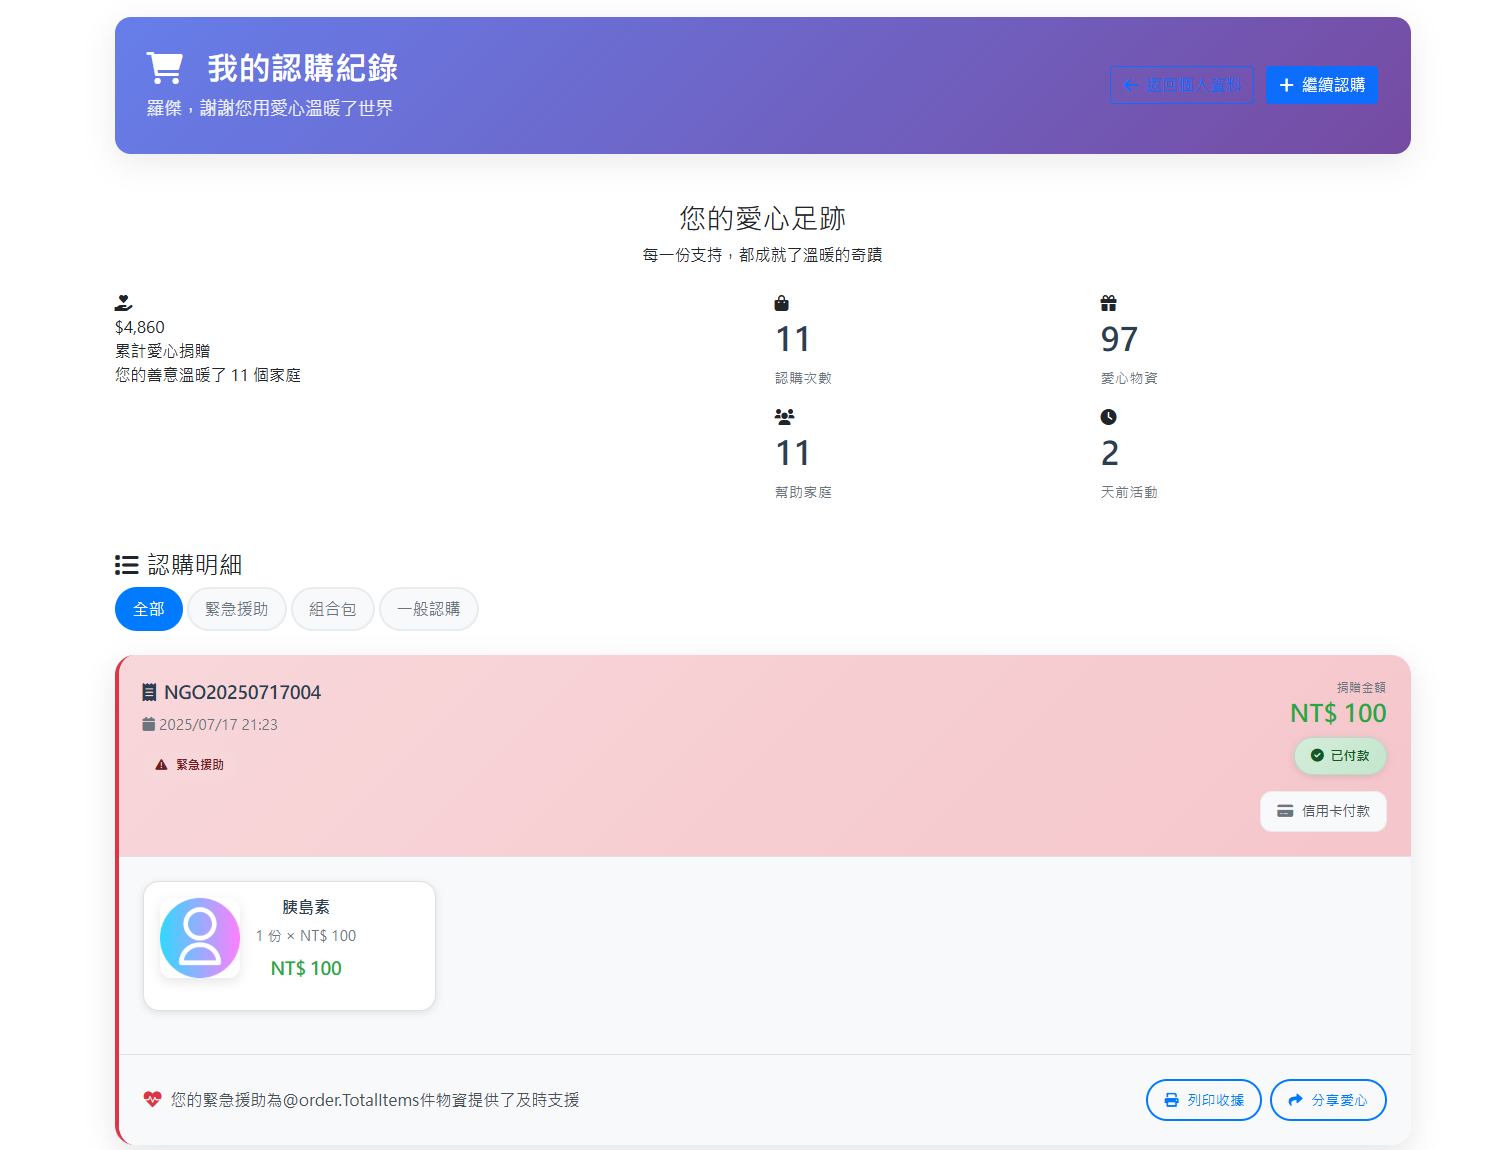 我的認購紀錄
羅傑，謝謝您用愛心溫暖了世界
返回個人資料
繼續認購
您的愛心足跡
每一份支持，都成就了溫暖的奇蹟
$4,860
累計愛心捐贈
您的善意溫暖了 11 個家庭
11
認購次數
97
愛心物資
11
幫助家庭
2
天前活動
認購明細
全部
緊急援助
組合包
一般認購
NGO20250717004
2025/07/17 21:23
緊急援助
捐贈金額
NT$ 100
已付款
信用卡付款
胰島素
1 份 × NT$ 100
NT$ 100
您的緊急援助為@order.TotalItems件物資提供了及時支援
列印收據
分享愛心